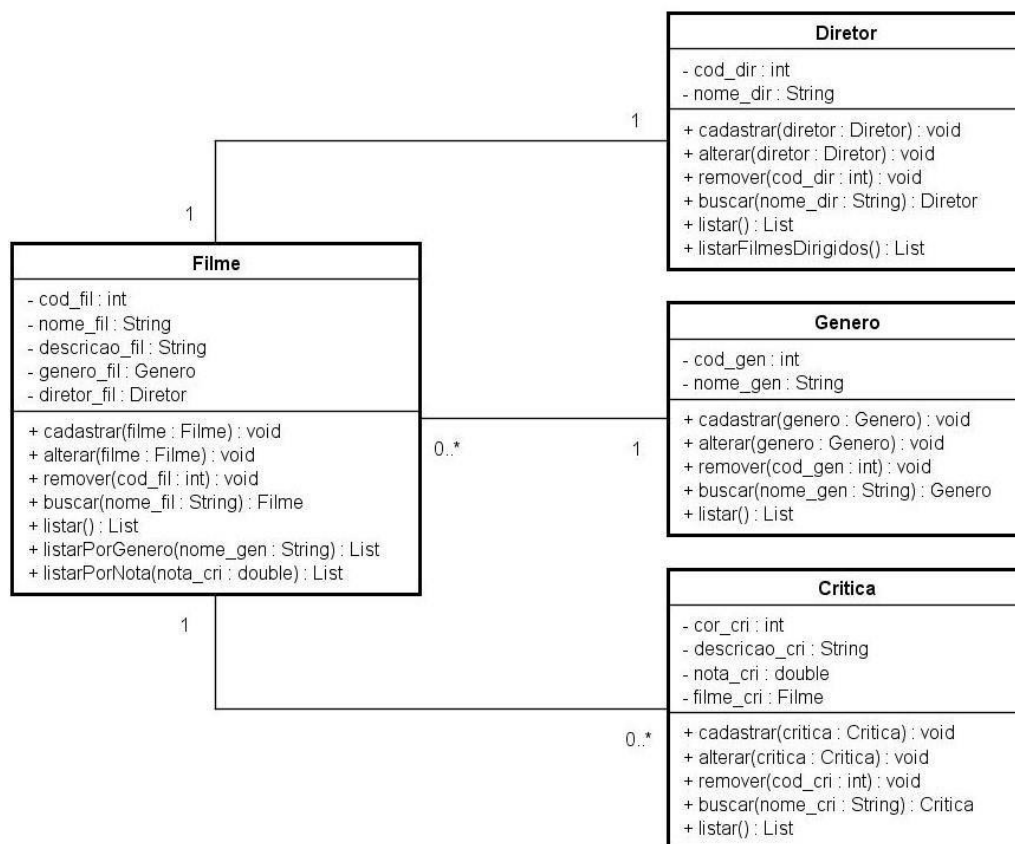 Diretor
- cod_dir : int
- nome_dir : String
+ cadastrar(diretor : Diretor) : void
+ alterar(diretor : Diretor) : void
+ remover(cod_dir : int) : void
+ buscar(nome_dir : String) : Diretor
+ listar() : List
+ listarFilmesDirigidos() : List
1
1
Filme
- cod_fil : int
- nome_fil : String
- descricao_fil : String
- genero_fil : Genero
- diretor_fil : Diretor
+ cadastrar(filme : Filme) : void
+ alterar(filme : Filme) : void
+ remover(cod_fil : int) : void
+ buscar(nome_fil : String) : Filme
+ listar() : List
+ listarPorGenero(nome_gen : String) : List
+ listarPorNota(nota_cri : double) : List
0..*
1
Genero
- cod_gen : int
- nome_gen : String
+ cadastrar(genero : Genero) : void
+ alterar(genero : Genero) : void
+ remover(cod_gen : int) : void
+ buscar(nome_gen : String) : Genero
+ listar() : List
1
0..*
Critica
- cor_cri : int
- descricao_cri : String
- nota_cri : double
- filme_cri : Filme
+ cadastrar(critica : Critica) : void
+ alterar(critica : Critica) : void
+ remover(cod_cri : int) : void
+ buscar(nome_cri : String) : Critica
+ listar() : List